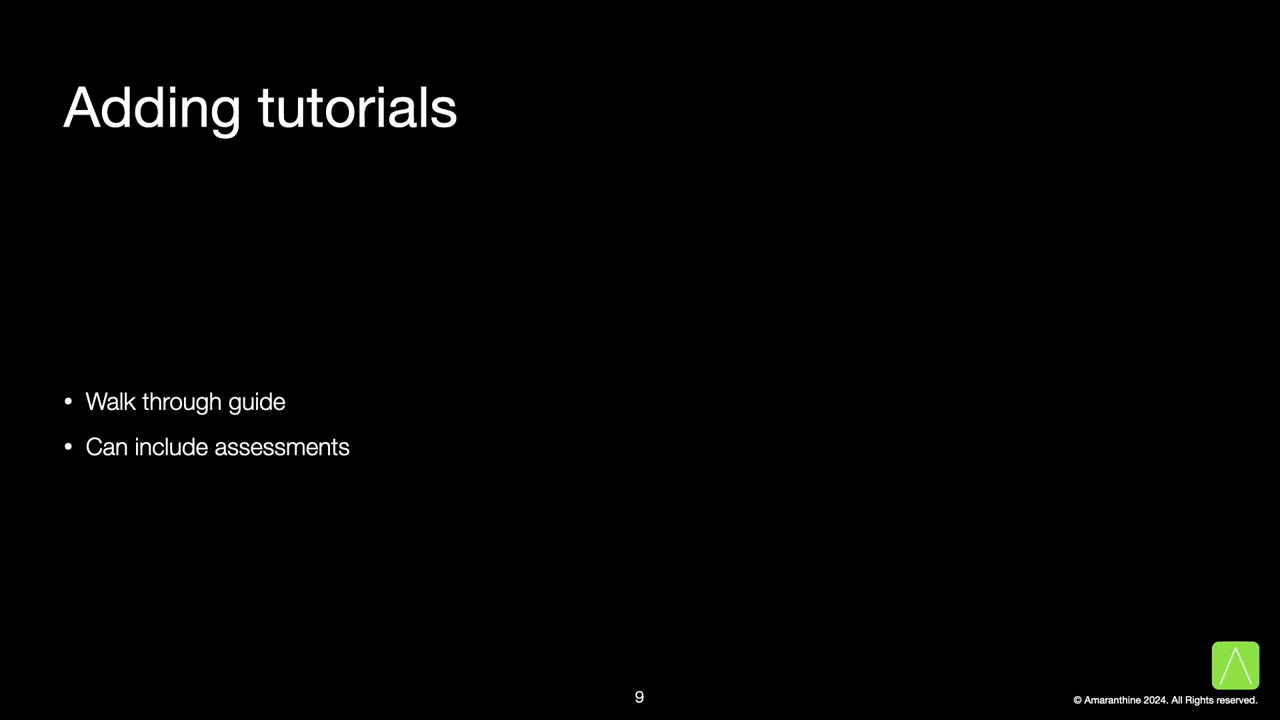 Adding tutorials
• Walk through guide
• Can include assessments
9
© Amaranthine 2024. All Rights reserved.